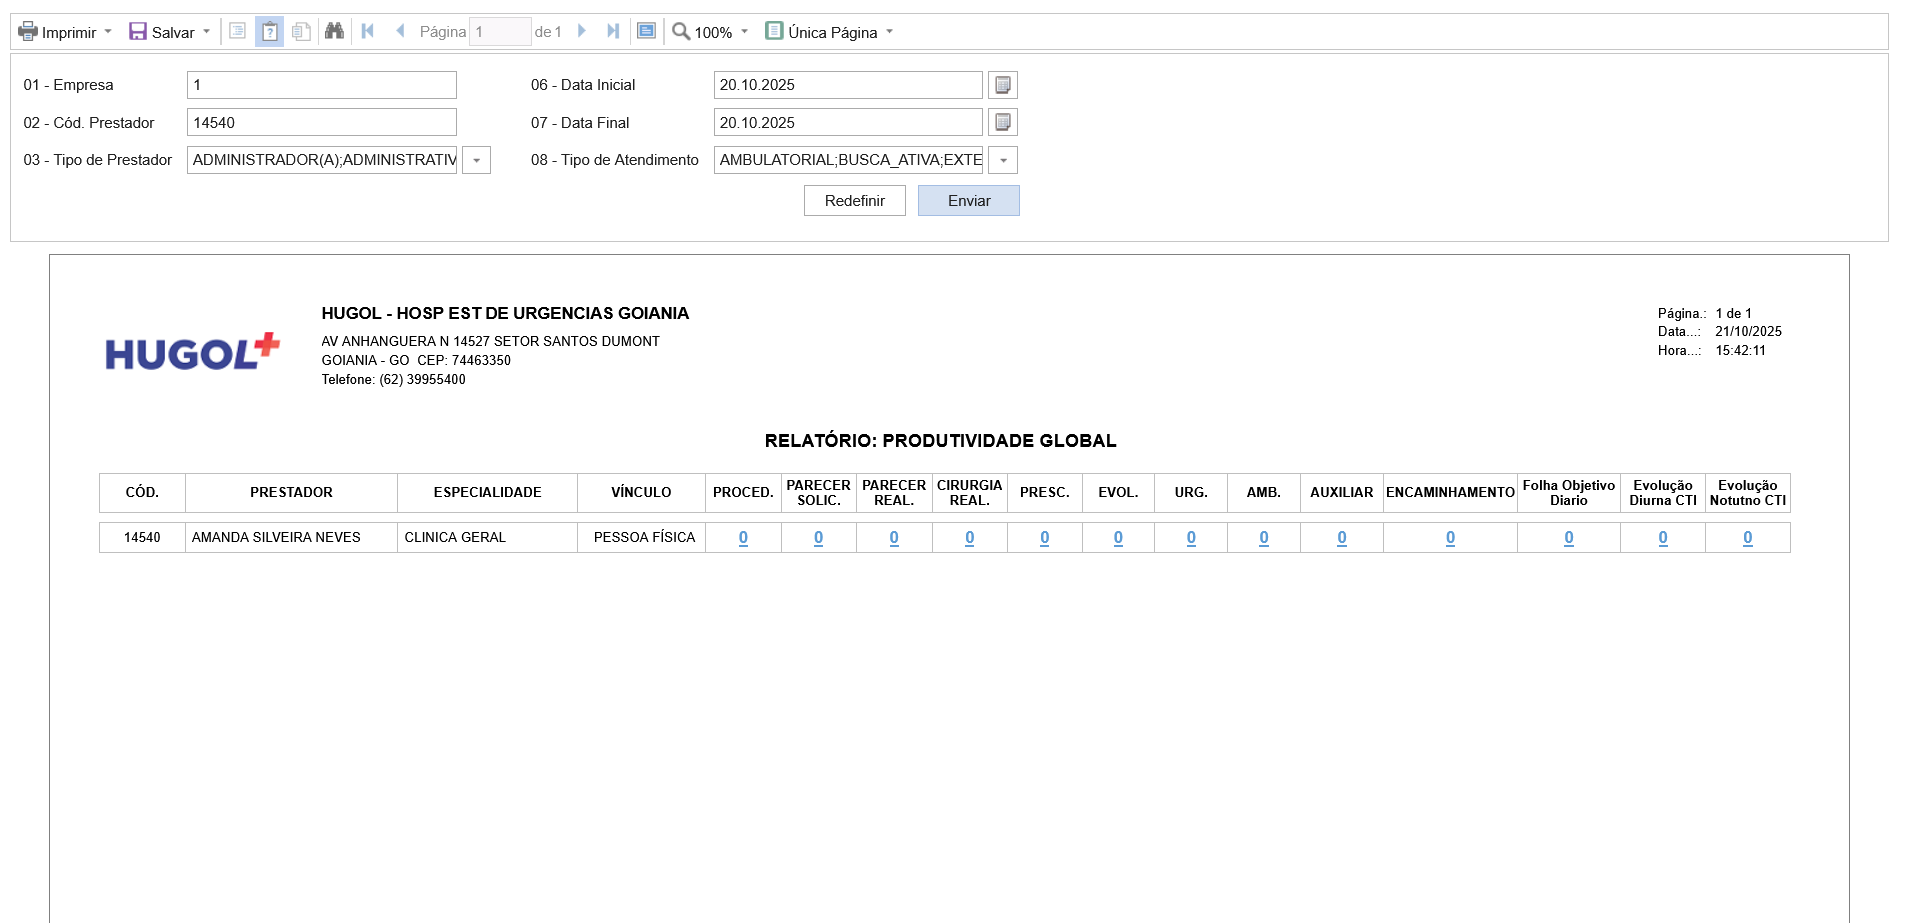 Imprimir Salvar Página 1 de 1 100% Única Página
01 - Empresa 1 06 - Data Inicial 20.10.2025
02 - Cód. Prestador 14540 07 - Data Final 20.10.2025
03 - Tipo de Prestador ADMINISTRADOR(A);ADMINISTRATIV 08 - Tipo de Atendimento AMBULATORIAL;BUSCA_ATIVA;EXTE
Redefinir Enviar
HUGOL
HUGOL - HOSP EST DE URGENCIAS GOIANIA
AV ANHANGUERA N 14527 SETOR SANTOS DUMONT
GOIANIA - GO CEP: 74463350
Telefone: (62) 39955400
Página.: 1 de 1
Data...: 21/10/2025
Hora...: 15:42:11
RELATÓRIO: PRODUTIVIDADE GLOBAL
CÓD. PRESTADOR ESPECIALIDADE VÍNCULO PROCED. PARECER SOLIC. PARECER REAL. CIRURGIA REAL. PRESC. EVOL. URG. AMB. AUXILIAR ENCAMINHAMENTO Folha Objetivo Diario Evolução Diurna CTI Evolução Notutno CTI
14540 AMANDA SILVEIRA NEVES CLINICA GERAL PESSOA FÍSICA 0 0 0 0 0 0 0 0 0 0 0 0 0